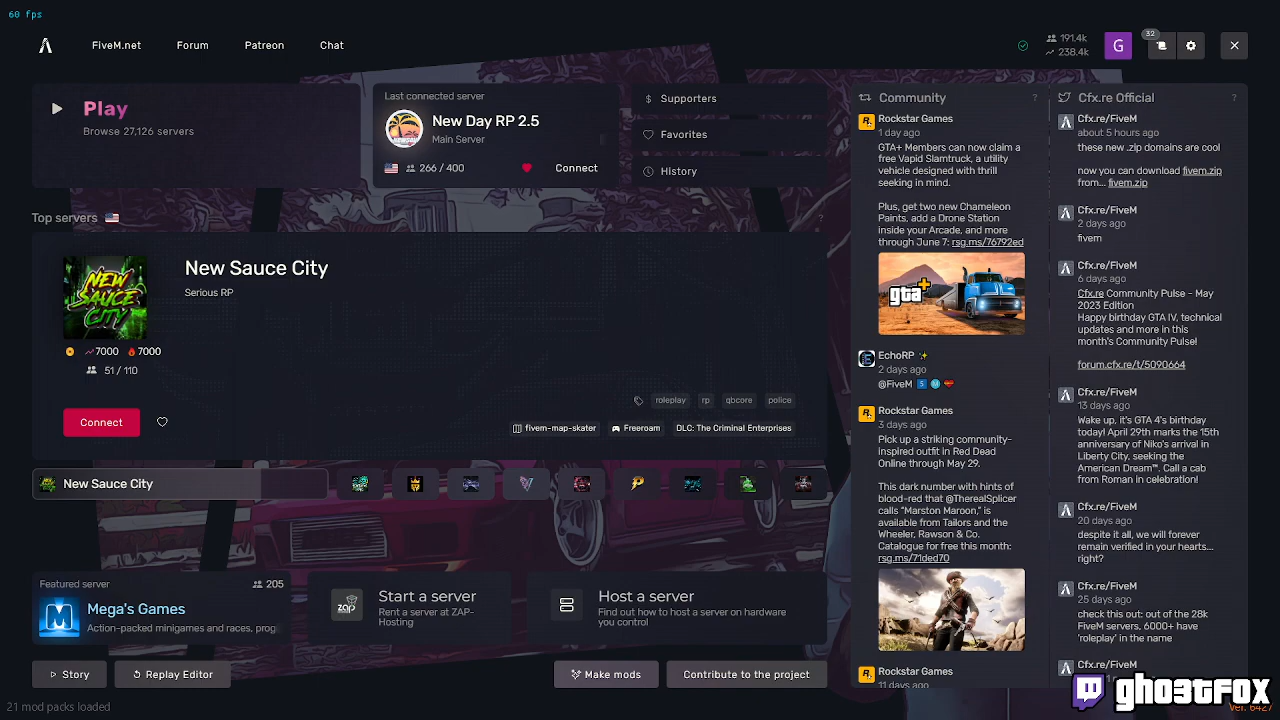 60 fps
FiveM.net
Forum
Patreon
Chat
191.4k
238.4k
G
32
Play
Browse 27,126 servers
Last connected server
New Day RP 2.5
Main Server
266 / 400
Connect
Supporters
Favorites
History
Top servers
?
NEW
SAUCE
CITY
New Sauce City
Serious RP
7000
7000
51 / 110
Connect
roleplay
rp
qbcore
police
fivem-map-skater
Freeroam
DLC: The Criminal Enterprises
New Sauce City
Featured server
205
Mega's Games
Action-packed minigames and races, prog
ZAP
Start a server
Rent a server at ZAP-
Hosting
Host a server
Find out how to host a server on hardware
you control
Story
Replay Editor
Make mods
Contribute to the project
21 mod packs loaded
Community
?
Rockstar Games
1 day ago
GTA+ Members can now claim a
free Vapid Slamtruck, a utility
vehicle designed with thrill
seeking in mind.
Plus, get two new Chameleon
Paints, add a Drone Station
inside your Arcade, and more
through June 7: rsg.ms/76792ed
gta+
EchoRP ✨
2 days ago
@FiveM
Rockstar Games
3 days ago
Pick up a striking community-
inspired outfit in Red Dead
Online through May 29.
This dark number with hints of
blood-red that @TherealSplicer
calls “Marston Maroon,” is
available from Tailors and the
Wheeler, Rawson & Co.
Catalogue for free this month:
rsg.ms/71ded70
Rockstar Games
11 days ago
Cfx.re Official
?
Cfx.re/FiveM
about 5 hours ago
these new .zip domains are cool
now you can download fivem.zip
from... fivem.zip
Cfx.re/FiveM
2 days ago
fivem
Cfx.re/FiveM
6 days ago
Cfx.re Community Pulse – May
2023 Edition
Happy birthday GTA IV, technical
updates and more in this
month's Community Pulse!
forum.cfx.re/t/5090664
Cfx.re/FiveM
13 days ago
Wake up, it's GTA 4's birthday
today! April 29th marks the 15th
anniversary of Niko's arrival in
Liberty City, seeking the
American Dream™. Call a cab
from Roman in celebration!
Cfx.re/FiveM
20 days ago
despite it all, we will forever
remain verified in your hearts...
right?
Cfx.re/FiveM
25 days ago
check this out: out of the 28k
FiveM servers, 6000+ have
'roleplay' in the name
Cfx.re/FiveM
gho3tfox
Ver. 6427